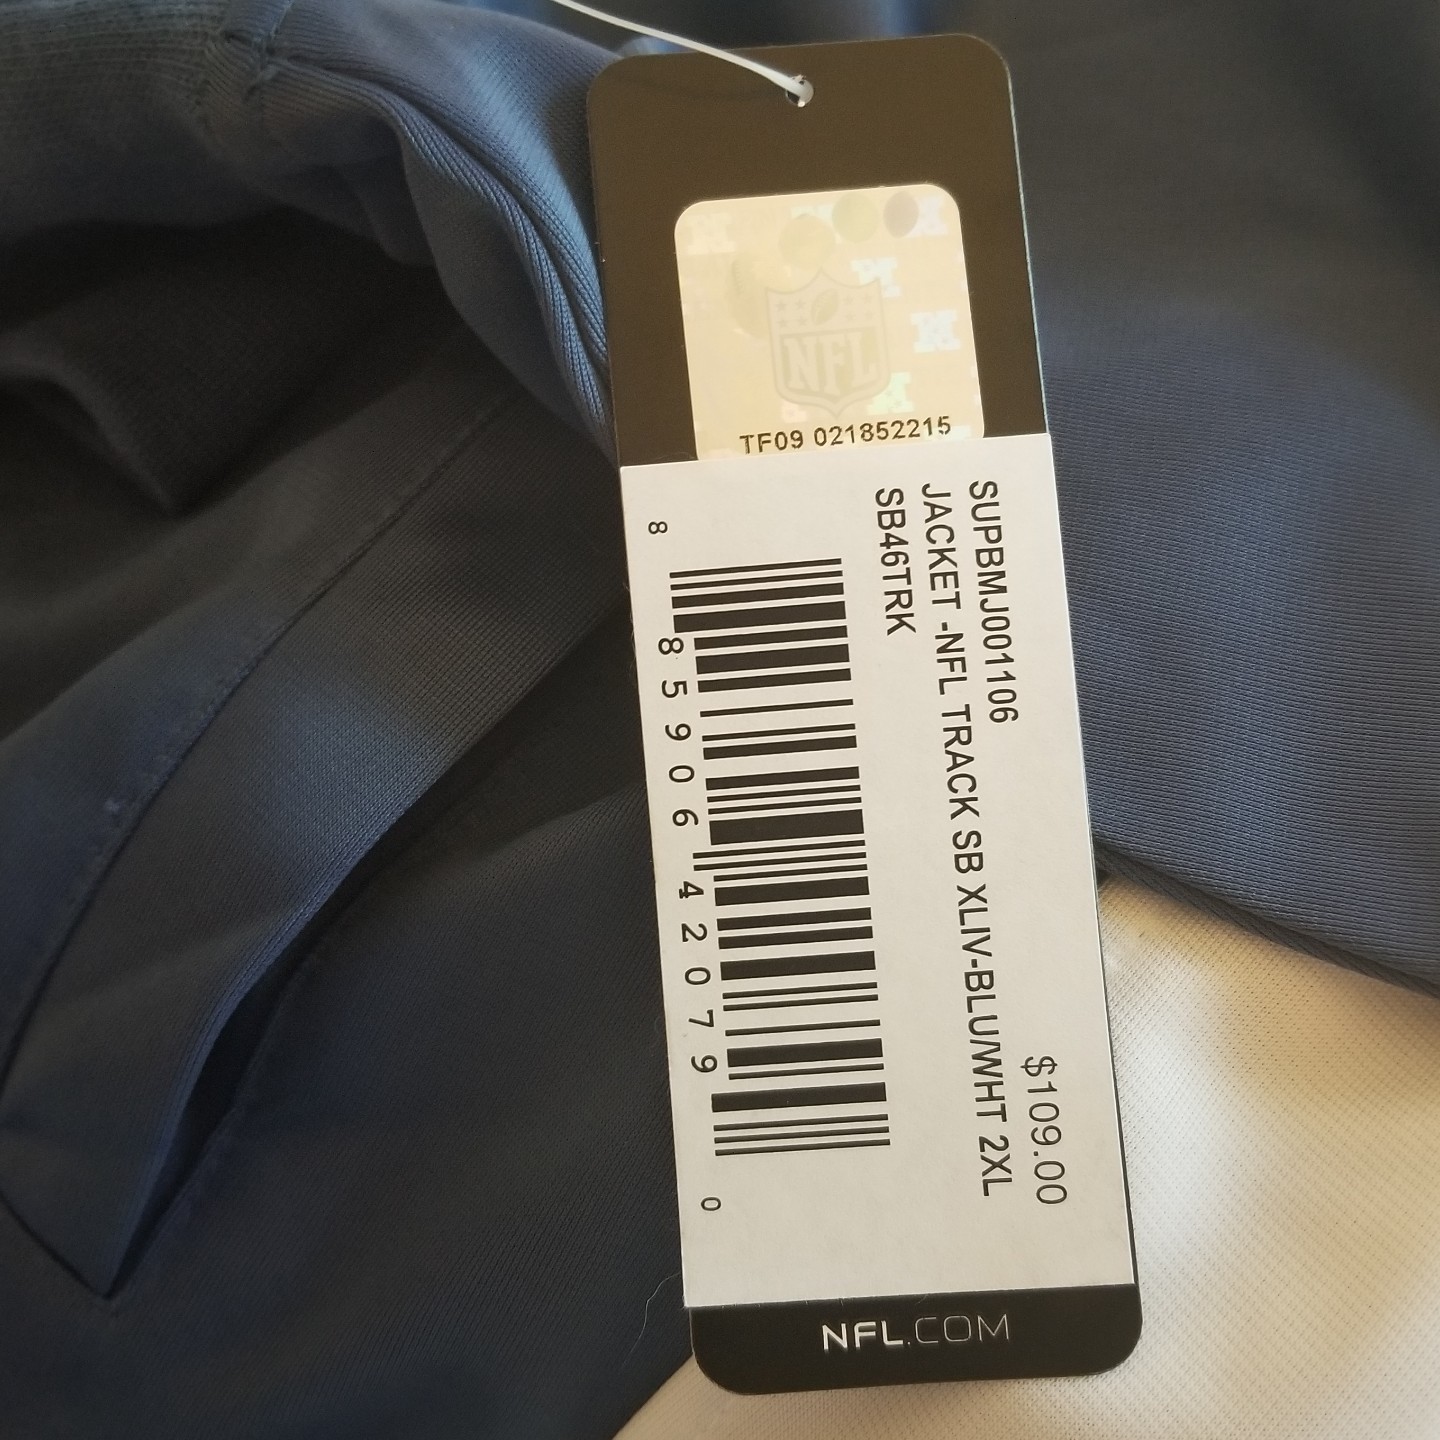 NFL
TF09 021852215
SUPBMJ001106
JACKET -NFL TRACK SB XLIV-BLU/WHT 2XL
SB46TRK
$109.00
8 85906 42079 0
NFL.COM